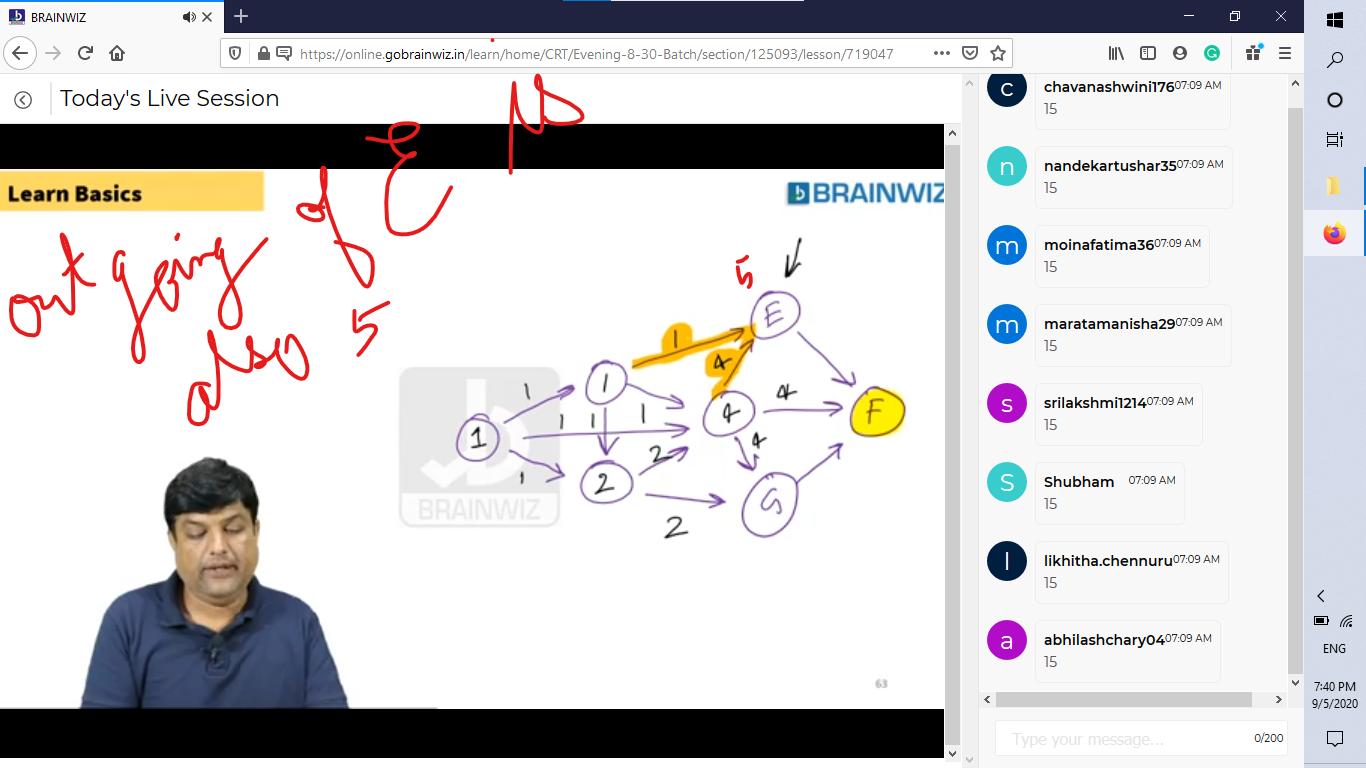 BRAINWIZ
https://online.gobrainwiz.in/learn/home/CRT/Evening-8-30-Batch/section/125093/lesson/719047
Today's Live Session
Learn Basics
BRAINWIZ
out going of E is
also 5
5
E
1
4
1
1
1
1
1
1
4
4
F
1
2
4
2
2
G
BRAINWIZ
63
c
chavanashwini176 07:09 AM
15
n
nandekartushar35 07:09 AM
15
m
moinafatima36 07:09 AM
15
m
maratamanisha29 07:09 AM
15
s
srilakshmi1214 07:09 AM
15
S
Shubham 07:09 AM
15
l
likhitha.chennuru 07:09 AM
15
a
abhilashchary04 07:09 AM
15
Type your message...
0/200
ENG
7:40 PM
9/5/2020